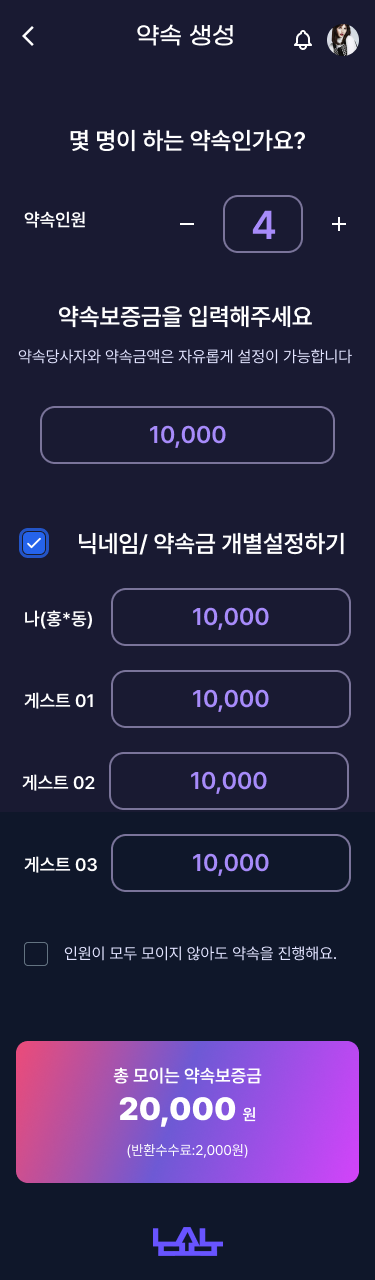 약속 생성
몇 명이 하는 약속인가요?
약속인원
4
약속보증금을 입력해주세요
약속당사자와 약속금액은 자유롭게 설정이 가능합니다
10,000
닉네임/ 약속금 개별설정하기
나(홍*동) 10,000
게스트 01 10,000
게스트 02 10,000
게스트 03 10,000
인원이 모두 모이지 않아도 약속을 진행해요.
총 모이는 약속보증금
20,000 원
(반환수수료:2,000원)